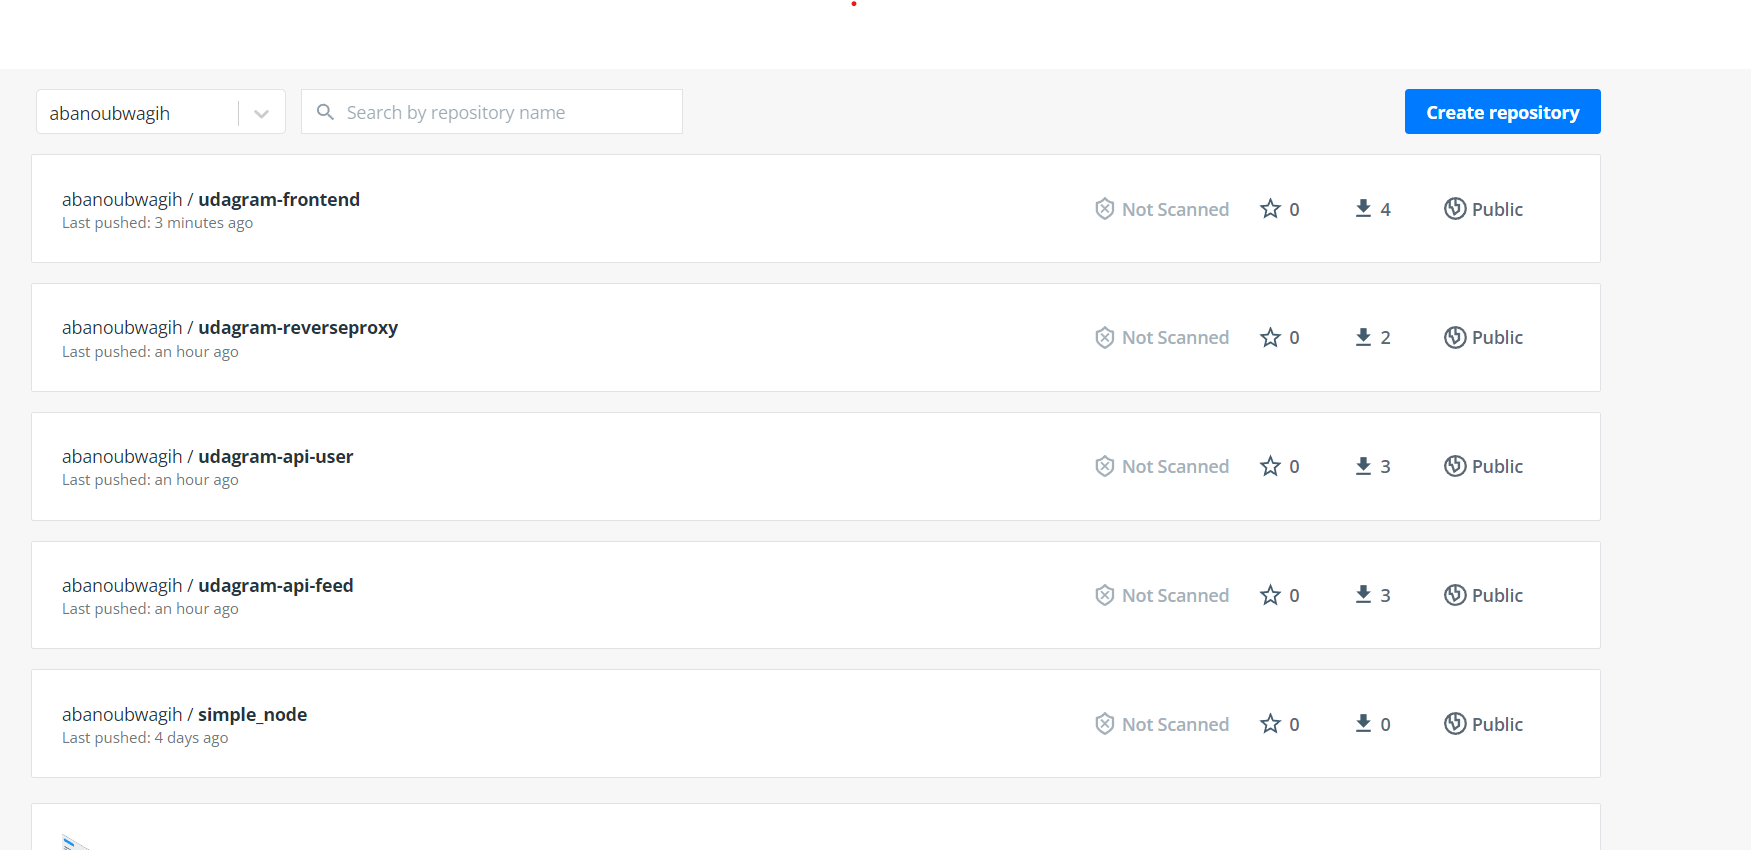 abanoubwagih
Search by repository name
Create repository
abanoubwagih / udagram-frontend
Last pushed: 3 minutes ago
Not Scanned
0
4
Public
abanoubwagih / udagram-reverseproxy
Last pushed: an hour ago
Not Scanned
0
2
Public
abanoubwagih / udagram-api-user
Last pushed: an hour ago
Not Scanned
0
3
Public
abanoubwagih / udagram-api-feed
Last pushed: an hour ago
Not Scanned
0
3
Public
abanoubwagih / simple_node
Last pushed: 4 days ago
Not Scanned
0
0
Public